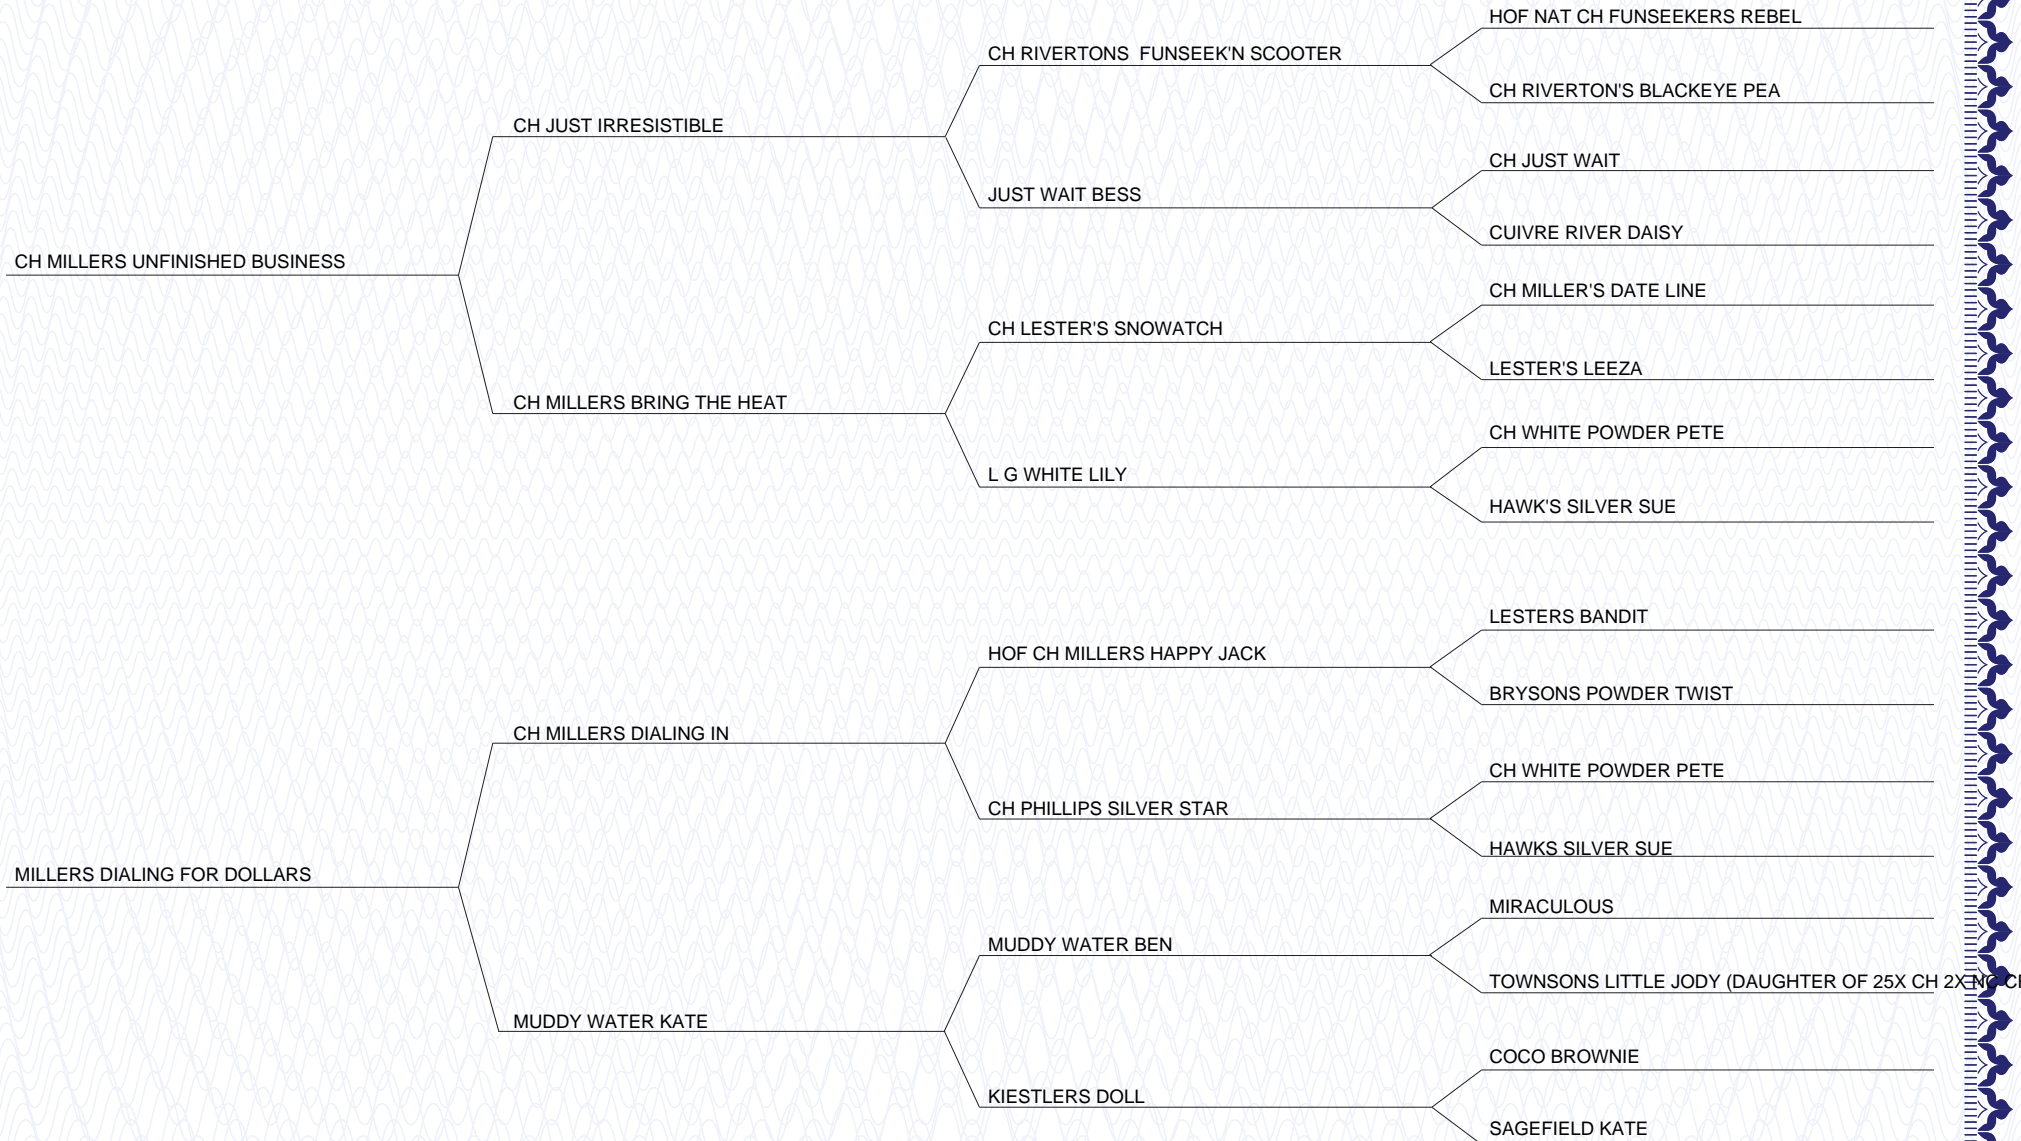 HOF NAT CH FUNSEEKERS REBEL
CH RIVERTONS  FUNSEEK'N SCOOTER
CH RIVERTON'S BLACKEYE PEA
CH JUST IRRESISTIBLE
CH JUST WAIT
JUST WAIT BESS
CUIVRE RIVER DAISY
CH MILLERS UNFINISHED BUSINESS
CH MILLER'S DATE LINE
CH LESTER'S SNOWATCH
LESTER'S LEEZA
CH MILLERS BRING THE HEAT
CH WHITE POWDER PETE
L G WHITE LILY
HAWK'S SILVER SUE
LESTERS BANDIT
HOF CH MILLERS HAPPY JACK
BRYSONS POWDER TWIST
CH MILLERS DIALING IN
CH WHITE POWDER PETE
CH PHILLIPS SILVER STAR
HAWKS SILVER SUE
MILLERS DIALING FOR DOLLARS
MIRACULOUS
MUDDY WATER BEN
TOWNSONS LITTLE JODY (DAUGHTER OF 25X CH 2X NC
MUDDY WATER KATE
COCO BROWNIE
KIESTLERS DOLL
SAGEFIELD KATE